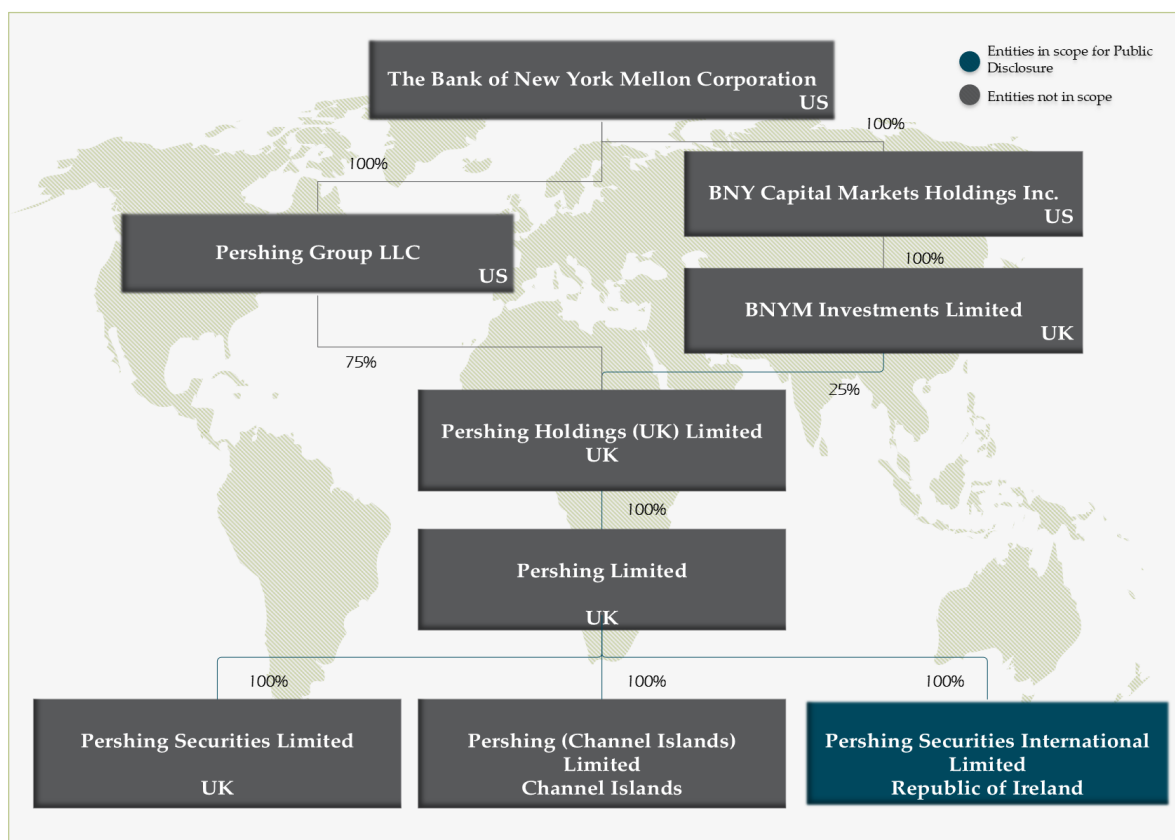 The Bank of New York Mellon Corporation
US
Entities in scope for Public
Disclosure
Entities not in scope
100%
100%
BNY Capital Markets Holdings Inc.
US
Pershing Group LLC
US
100%
BNYM Investments Limited
UK
75%
25%
Pershing Holdings (UK) Limited
UK
100%
Pershing Limited
UK
100%
100%
100%
Pershing Securities Limited
UK
Pershing (Channel Islands)
Limited
Channel Islands
Pershing Securities International
Limited
Republic of Ireland